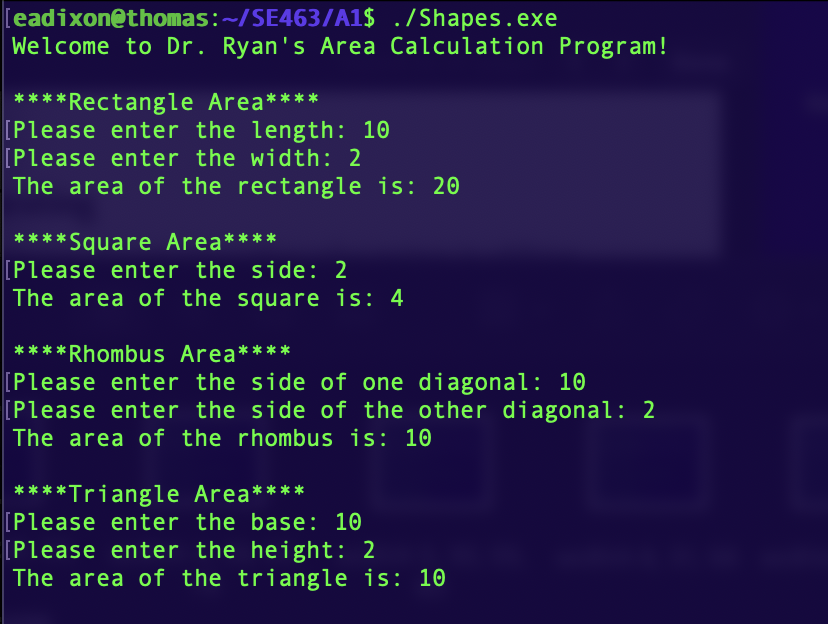 [eadixon@thomas:~/SE463/A1$ ./Shapes.exe
Welcome to Dr. Ryan's Area Calculation Program!
****Rectangle Area****
[Please enter the length: 10
[Please enter the width: 2
The area of the rectangle is: 20
****Square Area****
[Please enter the side: 2
The area of the square is: 4
****Rhombus Area****
[Please enter the side of one diagonal: 10
[Please enter the side of the other diagonal: 2
The area of the rhombus is: 10
****Triangle Area****
[Please enter the base: 10
[Please enter the height: 2
The area of the triangle is: 10